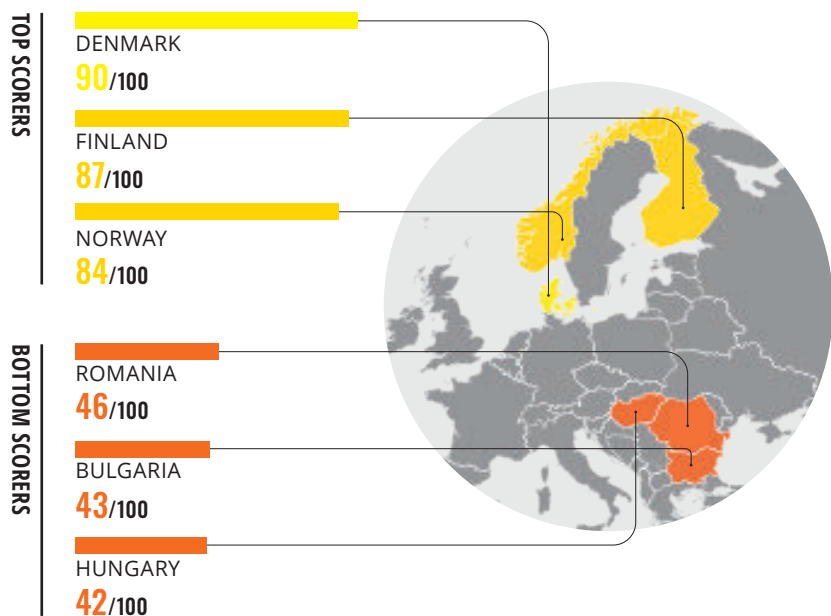 TOP SCORERS
DENMARK
90/100
FINLAND
87/100
NORWAY
84/100
BOTTOM SCORERS
ROMANIA
46/100
BULGARIA
43/100
HUNGARY
42/100